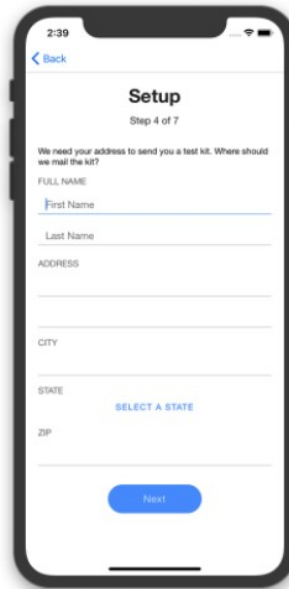 2:39
Back
Setup
Step 4 of 7
We need your address to send you a test kit. Where should
we mail the kit?
FULL NAME
First Name
Last Name
ADDRESS
CITY
STATE
SELECT A STATE
ZIP
Next